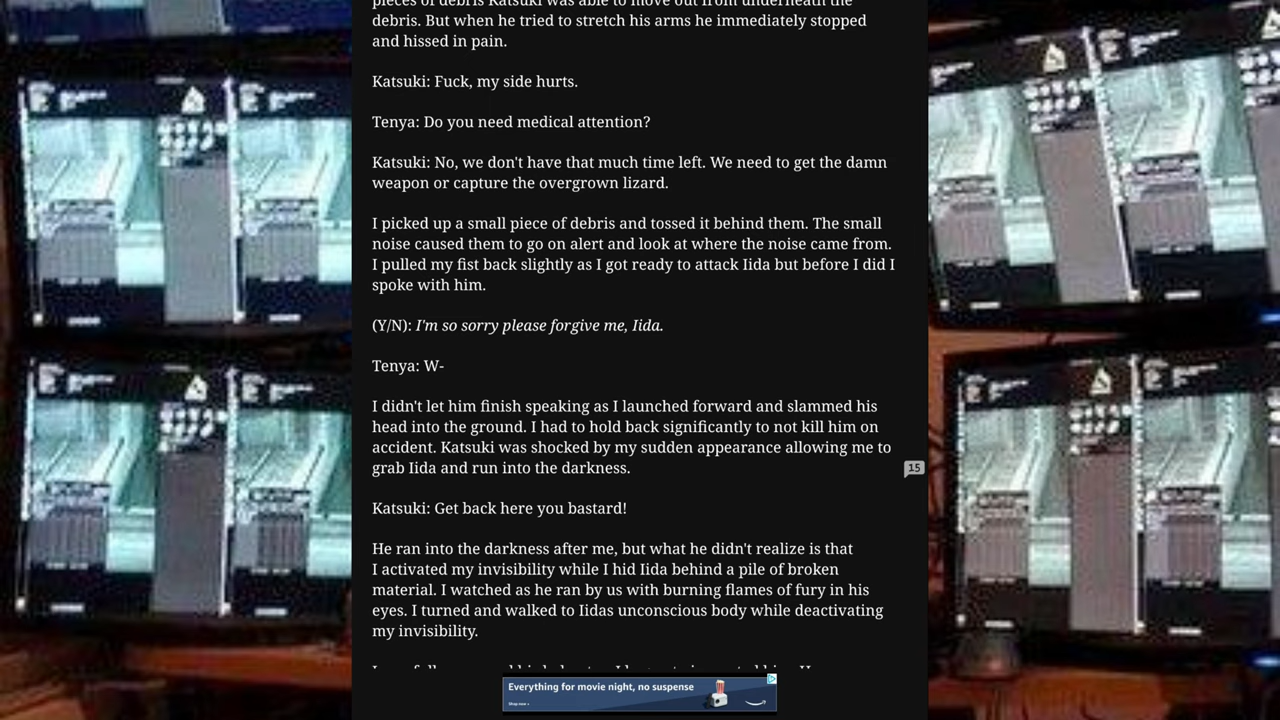 pieces of debris Katsuki was able to move out from underneath the
debris. But when he tried to stretch his arms he immediately stopped
and hissed in pain.
Katsuki: Fuck, my side hurts.
Tenya: Do you need medical attention?
Katsuki: No, we don't have that much time left. We need to get the damn
weapon or capture the overgrown lizard.
I picked up a small piece of debris and tossed it behind them. The small
noise caused them to go on alert and look at where the noise came from.
I pulled my fist back slightly as I got ready to attack Iida but before I did I
spoke with him.
(Y/N): I'm so sorry please forgive me, Iida.
Tenya: W-
I didn't let him finish speaking as I launched forward and slammed his
head into the ground. I had to hold back significantly to not kill him on
accident. Katsuki was shocked by my sudden appearance allowing me to
grab Iida and run into the darkness.
15
Katsuki: Get back here you bastard!
He ran into the darkness after me, but what he didn't realize is that
I activated my invisibility while I hid Iida behind a pile of broken
material. I watched as he ran by us with burning flames of fury in his
eyes. I turned and walked to Iidas unconscious body while deactivating
my invisibility.
Everything for movie night, no suspense
Shop now ›